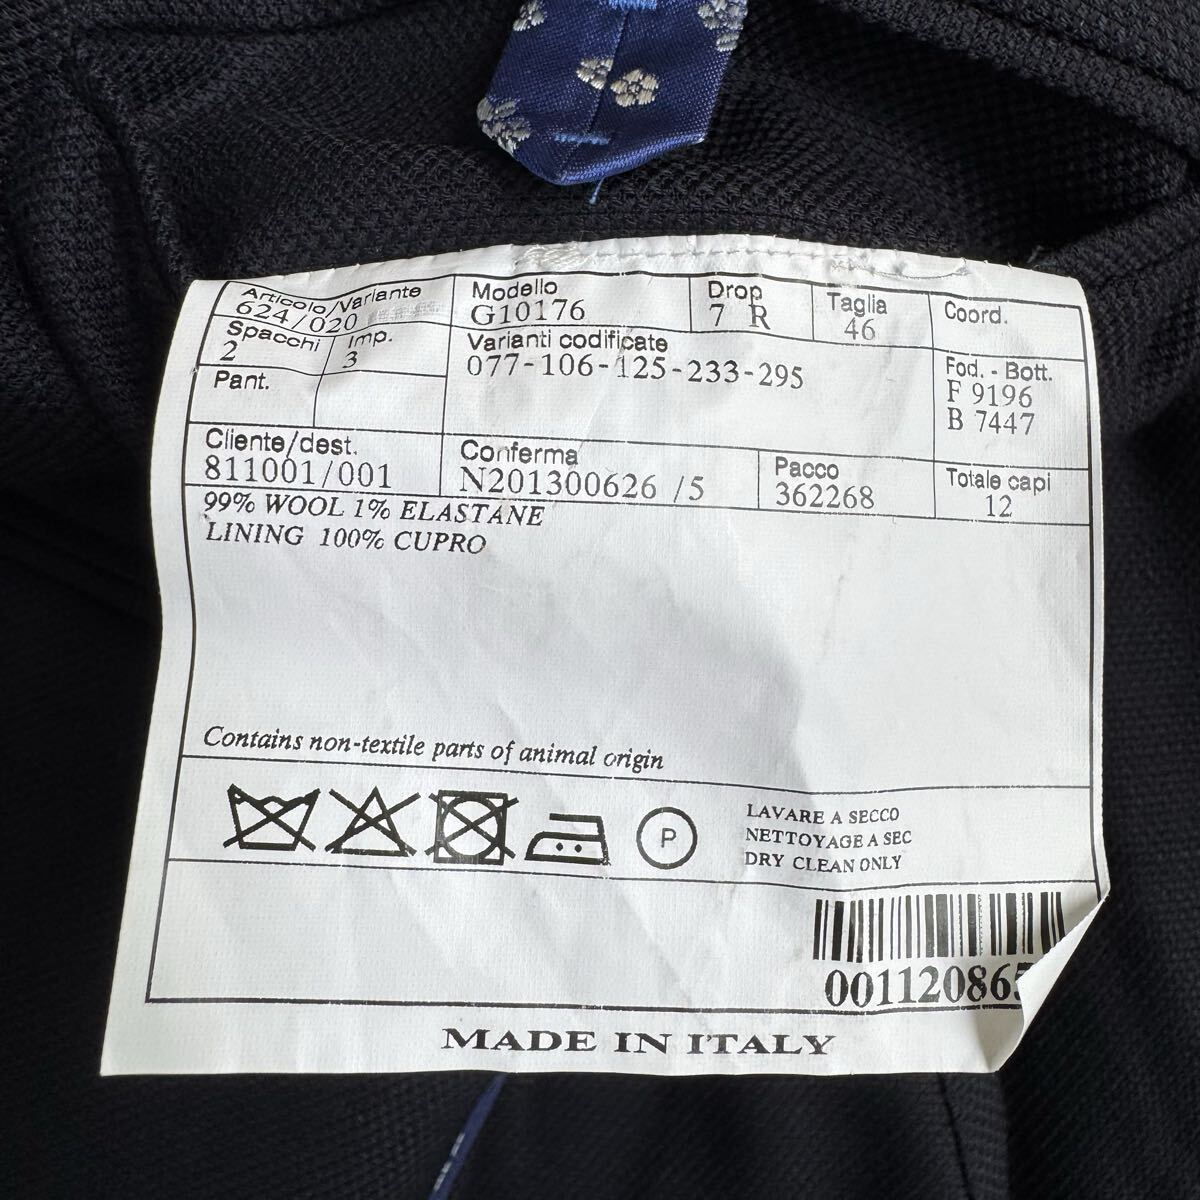 Articolo/Variante Modello Drop Taglia Coord.
624/020 G10176 7 R 46
Spacchi Imp. Varianti codificate Fod. - Bott.
2 3 077-106-125-233-295 F 9196
Pant. B 7447
Cliente/dest. Conferma Pacco Totale capi
811001/001 N201300626 /5 362268 12
99% WOOL 1% ELASTANE
LINING 100% CUPRO
Contains non-textile parts of animal origin
P
LAVARE A SECCO
NETTOYAGE A SEC
DRY CLEAN ONLY
MADE IN ITALY